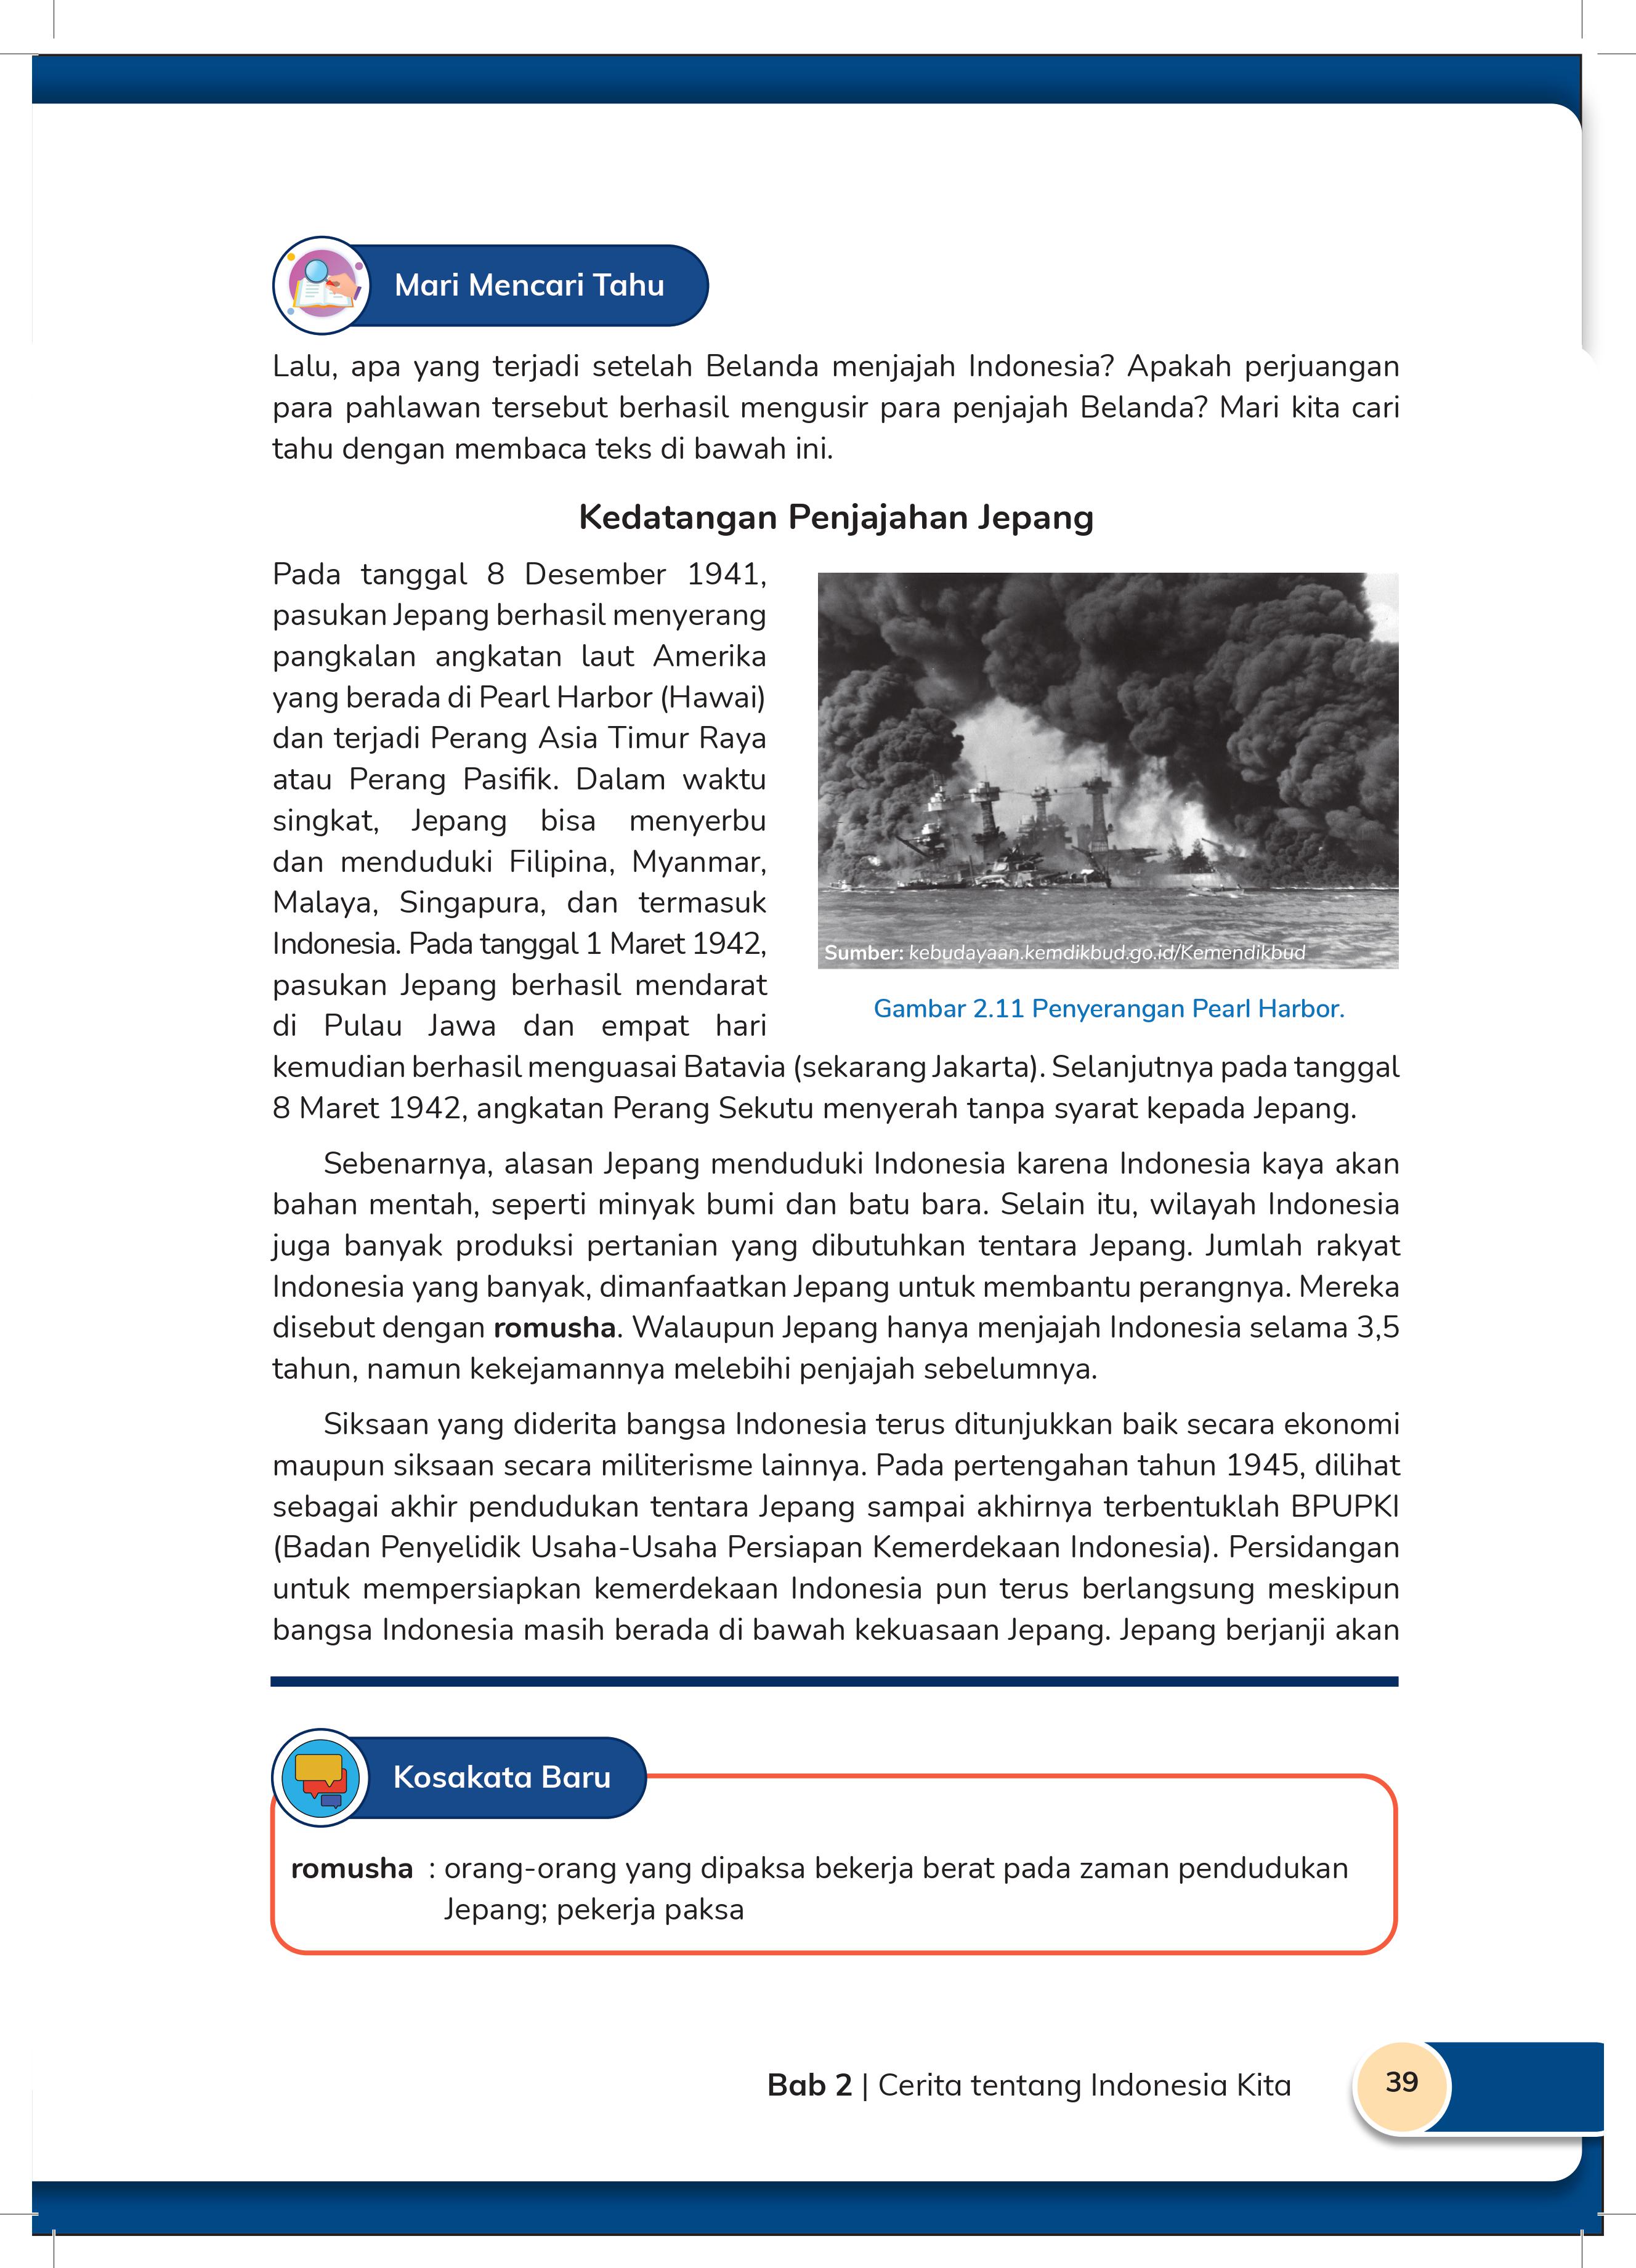 Mari Mencari Tahu
Lalu, apa yang terjadi setelah Belanda menjajah Indonesia? Apakah perjuangan
para pahlawan tersebut berhasil mengusir para penjajah Belanda? Mari kita cari
tahu dengan membaca teks di bawah ini.
Kedatangan Penjajahan Jepang
Pada tanggal 8 Desember 1941,
pasukan Jepang berhasil menyerang
pangkalan angkatan laut Amerika
yang berada di Pearl Harbor (Hawai)
dan terjadi Perang Asia Timur Raya
atau Perang Pasifik. Dalam waktu
singkat, Jepang bisa menyerbu
dan menduduki Filipina, Myanmar,
Malaya, Singapura, dan termasuk
Indonesia. Pada tanggal 1 Maret 1942,
pasukan Jepang berhasil mendarat
di Pulau Jawa dan empat hari
kemudian berhasil menguasai Batavia (sekarang Jakarta). Selanjutnya pada tanggal
8 Maret 1942, angkatan Perang Sekutu menyerah tanpa syarat kepada Jepang.
Sumber: kebudayaan.kemdikbud.go.id/Kemendikbud
Gambar 2.11 Penyerangan Pearl Harbor.
Sebenarnya, alasan Jepang menduduki Indonesia karena Indonesia kaya akan
bahan mentah, seperti minyak bumi dan batu bara. Selain itu, wilayah Indonesia
juga banyak produksi pertanian yang dibutuhkan tentara Jepang. Jumlah rakyat
Indonesia yang banyak, dimanfaatkan Jepang untuk membantu perangnya. Mereka
disebut dengan romusha. Walaupun Jepang hanya menjajah Indonesia selama 3,5
tahun, namun kekejamannya melebihi penjajah sebelumnya.
Siksaan yang diderita bangsa Indonesia terus ditunjukkan baik secara ekonomi
maupun siksaan secara militerisme lainnya. Pada pertengahan tahun 1945, dilihat
sebagai akhir pendudukan tentara Jepang sampai akhirnya terbentuklah BPUPKI
(Badan Penyelidik Usaha-Usaha Persiapan Kemerdekaan Indonesia). Persidangan
untuk mempersiapkan kemerdekaan Indonesia pun terus berlangsung meskipun
bangsa Indonesia masih berada di bawah kekuasaan Jepang. Jepang berjanji akan
Kosakata Baru
romusha : orang-orang yang dipaksa bekerja berat pada zaman pendudukan
Jepang; pekerja paksa
Bab 2 | Cerita tentang Indonesia Kita
39